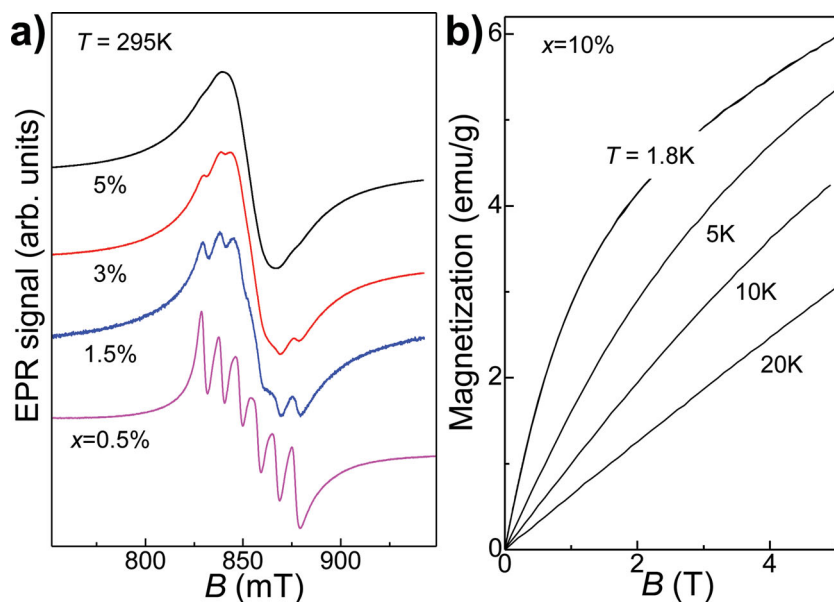 a)
T = 295K
EPR signal (arb. units)
5%
3%
1.5%
x=0.5%
800
850
900
B (mT)
b)
x=10%
Magnetization (emu/g)
6
4
2
0
T = 1.8K
5K
10K
20K
0
2
4
B (T)